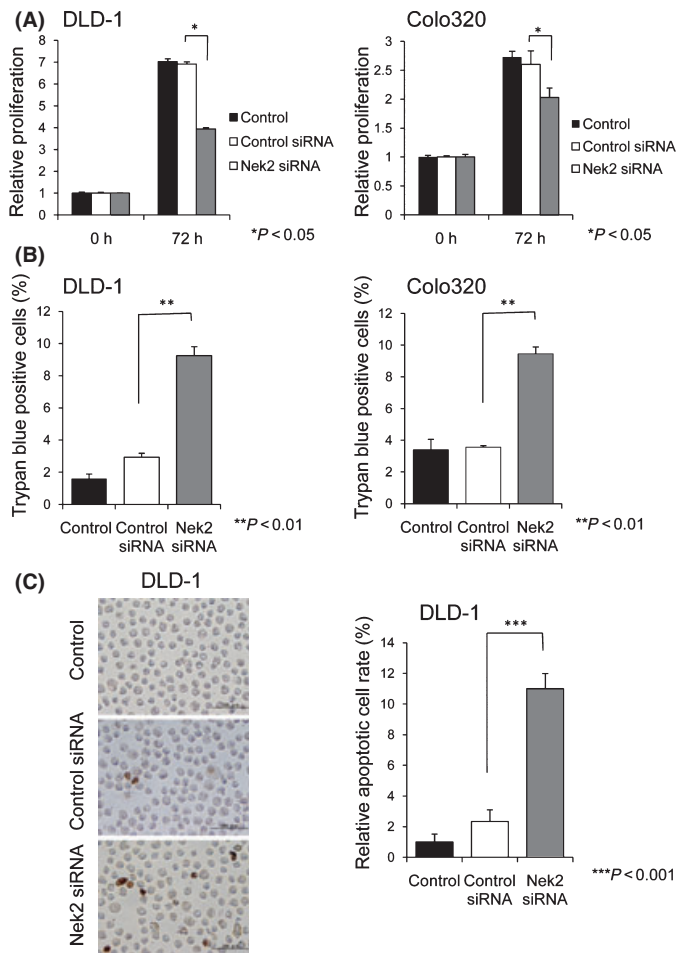 (A)
DLD-1
Relative proliferation
8
7
6
5
4
3
2
1
0
*
0 h
72 h
Control
Control siRNA
Nek2 siRNA
*P < 0.05
Colo320
Relative proliferation
3
2.5
2
1.5
1
0.5
0
*
0 h
72 h
Control
Control siRNA
Nek2 siRNA
*P < 0.05
(B)
DLD-1
Trypan blue positive cells (%)
12
10
8
6
4
2
0
**
Control
Control siRNA
Nek2 siRNA
**P < 0.01
Colo320
Trypan blue positive cells (%)
12
10
8
6
4
2
0
**
Control
Control siRNA
Nek2 siRNA
**P < 0.01
(C)
DLD-1
Control
Control siRNA
Nek2 siRNA
DLD-1
Relative apoptotic cell rate (%)
14
12
10
8
6
4
2
0
***
Control
Control siRNA
Nek2 siRNA
***P < 0.001